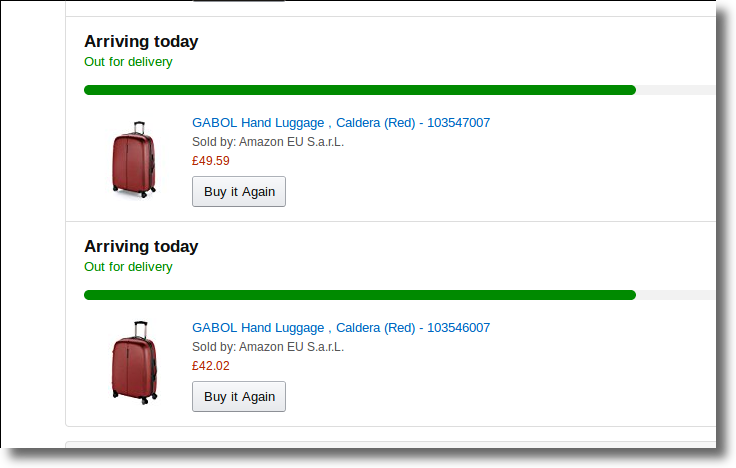 Arriving today
Out for delivery
GABOL Hand Luggage , Caldera (Red) - 103547007
Sold by: Amazon EU S.a.r.L.
£49.59
Buy it Again
Arriving today
Out for delivery
GABOL Hand Luggage , Caldera (Red) - 103546007
Sold by: Amazon EU S.a.r.L.
£42.02
Buy it Again